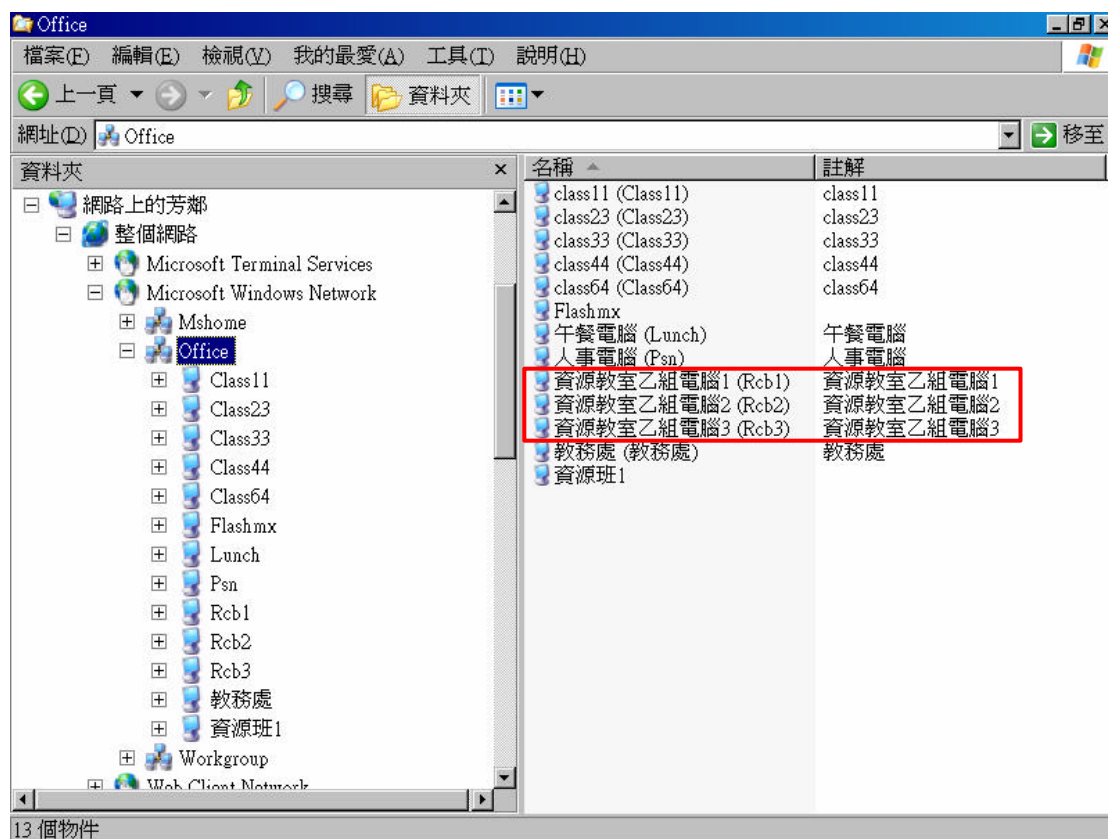 Office
檔案(F) 編輯(E) 檢視(V) 我的最愛(A) 工具(T) 說明(H)
上一頁 搜尋 資料夾
網址(D) Office 移至
資料夾
網路上的芳鄰
整個網路
Microsoft Terminal Services
Microsoft Windows Network
Mshome
Office
Class11
Class23
Class33
Class44
Class64
Flashmx
Lunch
Psn
Rcb1
Rcb2
Rcb3
教務處
資源班1
Workgroup
Web Client Network
名稱 註解
class11 (Class11) class11
class23 (Class23) class23
class33 (Class33) class33
class44 (Class44) class44
class64 (Class64) class64
Flashmx
午餐電腦 (Lunch) 午餐電腦
人事電腦 (Psn) 人事電腦
資源教室乙組電腦1 (Rcb1) 資源教室乙組電腦1
資源教室乙組電腦2 (Rcb2) 資源教室乙組電腦2
資源教室乙組電腦3 (Rcb3) 資源教室乙組電腦3
教務處 (教務處) 教務處
資源班1
13 個物件